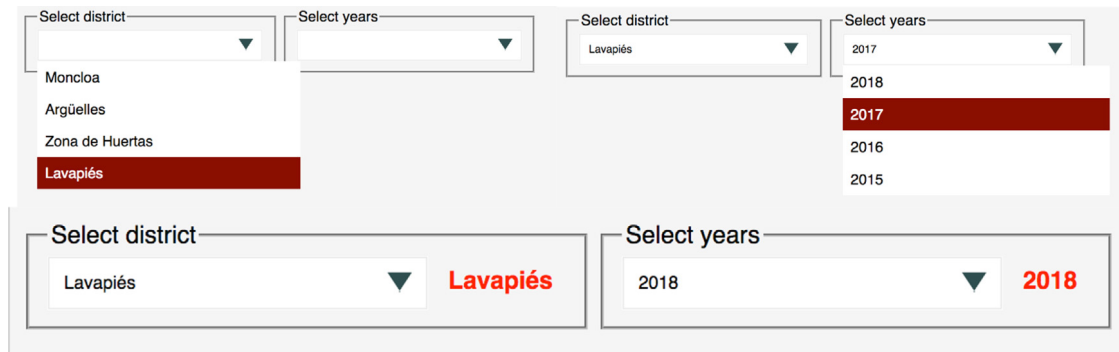 Select district
Select years
Moncloa
Argüelles
Zona de Huertas
Lavapiés
Select district
Lavapiés
Select years
2017
2018
2017
2016
2015
Select district
Lavapiés
Lavapiés
Select years
2018
2018